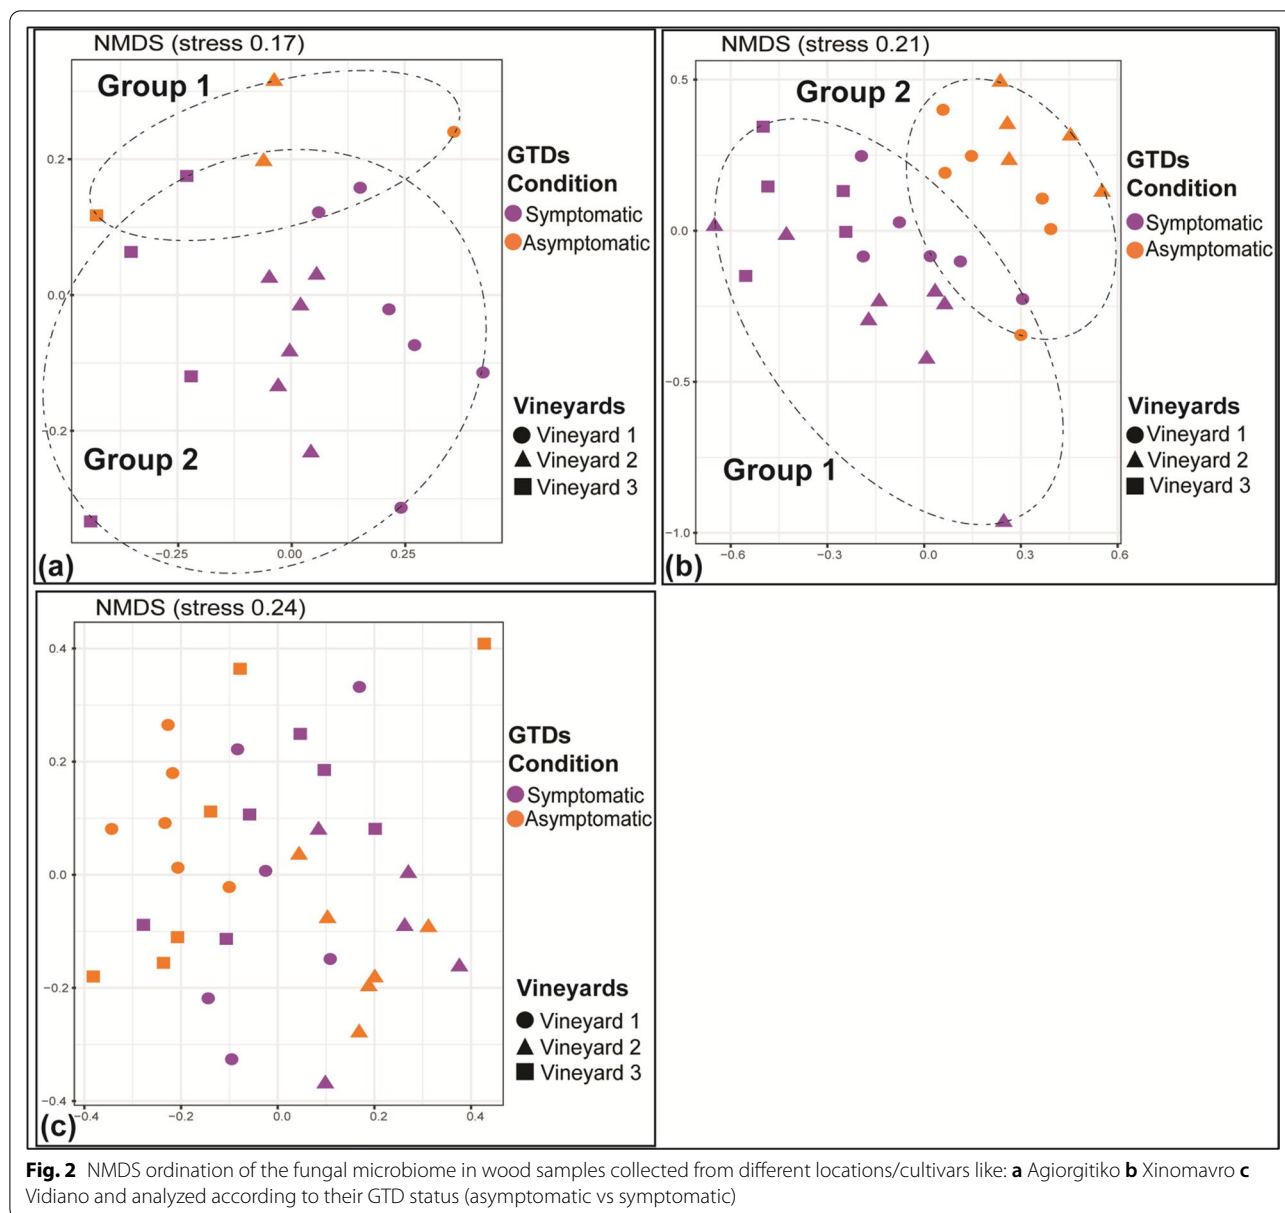 NMDS (stress 0.17)
Group 1
0.2
0.0
−0.2
Group 2
−0.25
0.00
0.25
(a)
GTDs
Condition
Symptomatic
Asymptomatic
Vineyards
Vineyard 1
Vineyard 2
Vineyard 3
NMDS (stress 0.21)
Group 2
0.5
0.0
−0.5
−1.0
Group 1
−0.6
−0.3
0.0
0.3
0.6
(b)
GTDs
Condition
Symptomatic
Asymptomatic
Vineyards
Vineyard 1
Vineyard 2
Vineyard 3
NMDS (stress 0.24)
0.4
0.2
0.0
−0.2
−0.4
−0.4
−0.2
0.0
0.2
0.4
(c)
GTDs
Condition
Symptomatic
Asymptomatic
Vineyards
Vineyard 1
Vineyard 2
Vineyard 3
Fig. 2 NMDS ordination of the fungal microbiome in wood samples collected from different locations/cultivars like: a Agiorgitiko b Xinomavro c
Vidiano and analyzed according to their GTD status (asymptomatic vs symptomatic)